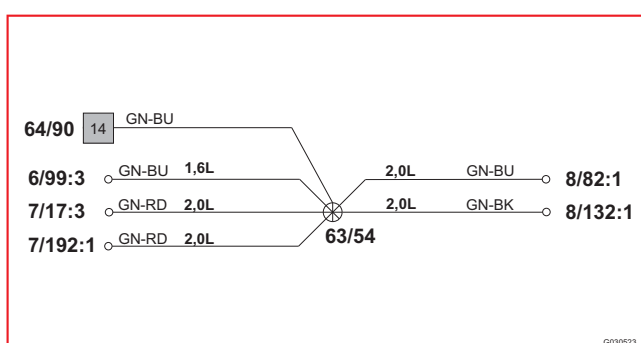 64/90 14 GN-BU
6/99:3 GN-BU 1,6L 2,0L GN-BU 8/82:1
7/17:3 GN-RD 2,0L 2,0L GN-BK 8/132:1
7/192:1 GN-RD 2,0L 63/54
G030523